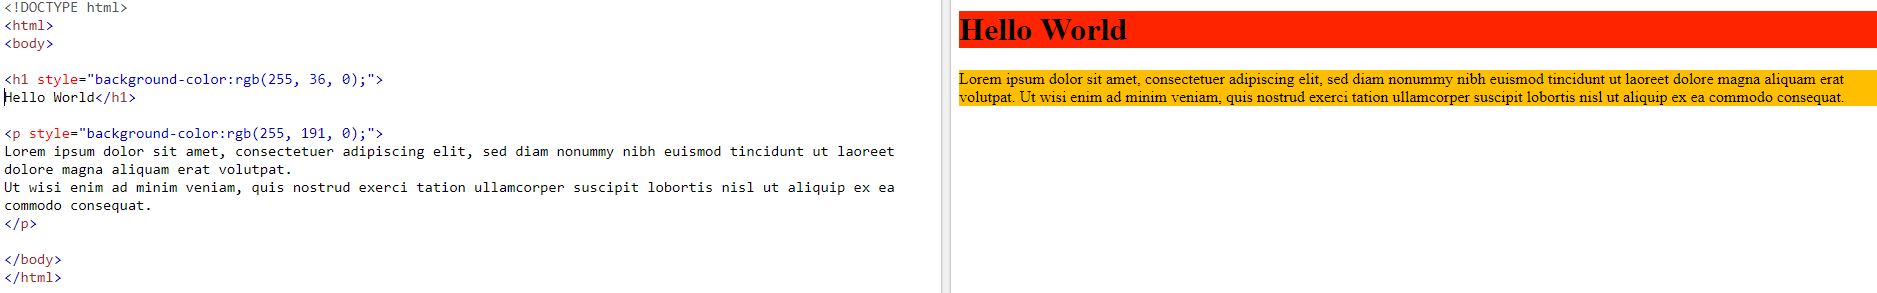 <!DOCTYPE html>
<html>
<body>
<h1 style="background-color:rgb(255, 36, 0);">
Hello World</h1>
<p style="background-color:rgb(255, 191, 0);">
Lorem ipsum dolor sit amet, consectetuer adipiscing elit, sed diam nonummy nibh euismod tincidunt ut laoreet
dolore magna aliquam erat volutpat.
Ut wisi enim ad minim veniam, quis nostrud exerci tation ullamcorper suscipit lobortis nisl ut aliquip ex ea
commodo consequat.
</p>
</body>
</html>
Hello World
Lorem ipsum dolor sit amet, consectetuer adipiscing elit, sed diam nonummy nibh euismod tincidunt ut laoreet dolore magna aliquam erat
volutpat. Ut wisi enim ad minim veniam, quis nostrud exerci tation ullamcorper suscipit lobortis nisl ut aliquip ex ea commodo consequat.